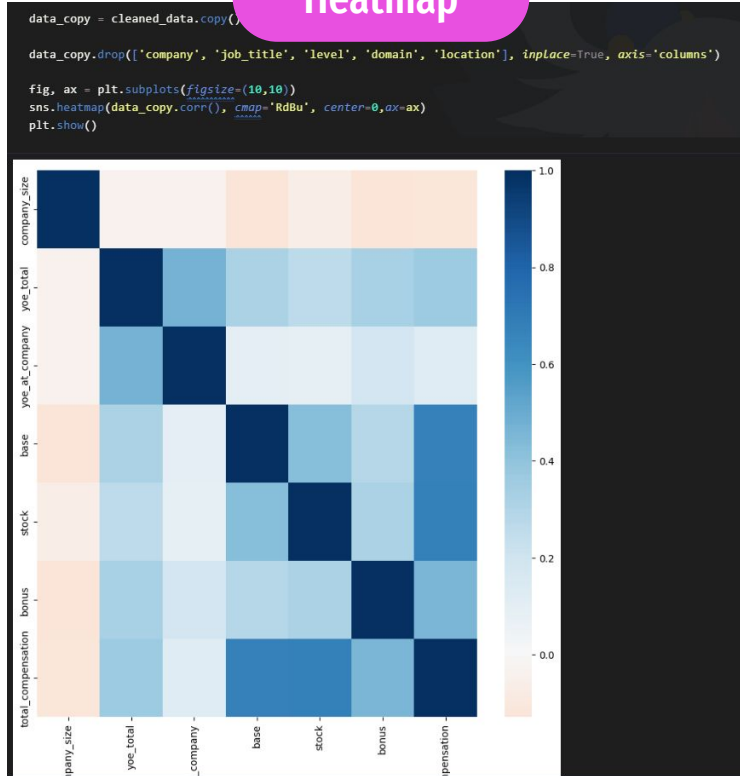 Heatmap
data_copy = cleaned_data.copy()
data_copy.drop(['company', 'job_title', 'level', 'domain', 'location'], inplace=True, axis='columns')
fig, ax = plt.subplots(figsize=(10,10))
sns.heatmap(data_copy.corr(), cmap='RdBu', center=0,ax=ax)
plt.show()
company_size
yoe_total
yoe_at_company
base
stock
bonus
total_compensation
1.0
0.8
0.6
0.4
0.2
0.0
pany_size
yoe_total
_company
base
stock
bonus
pensation